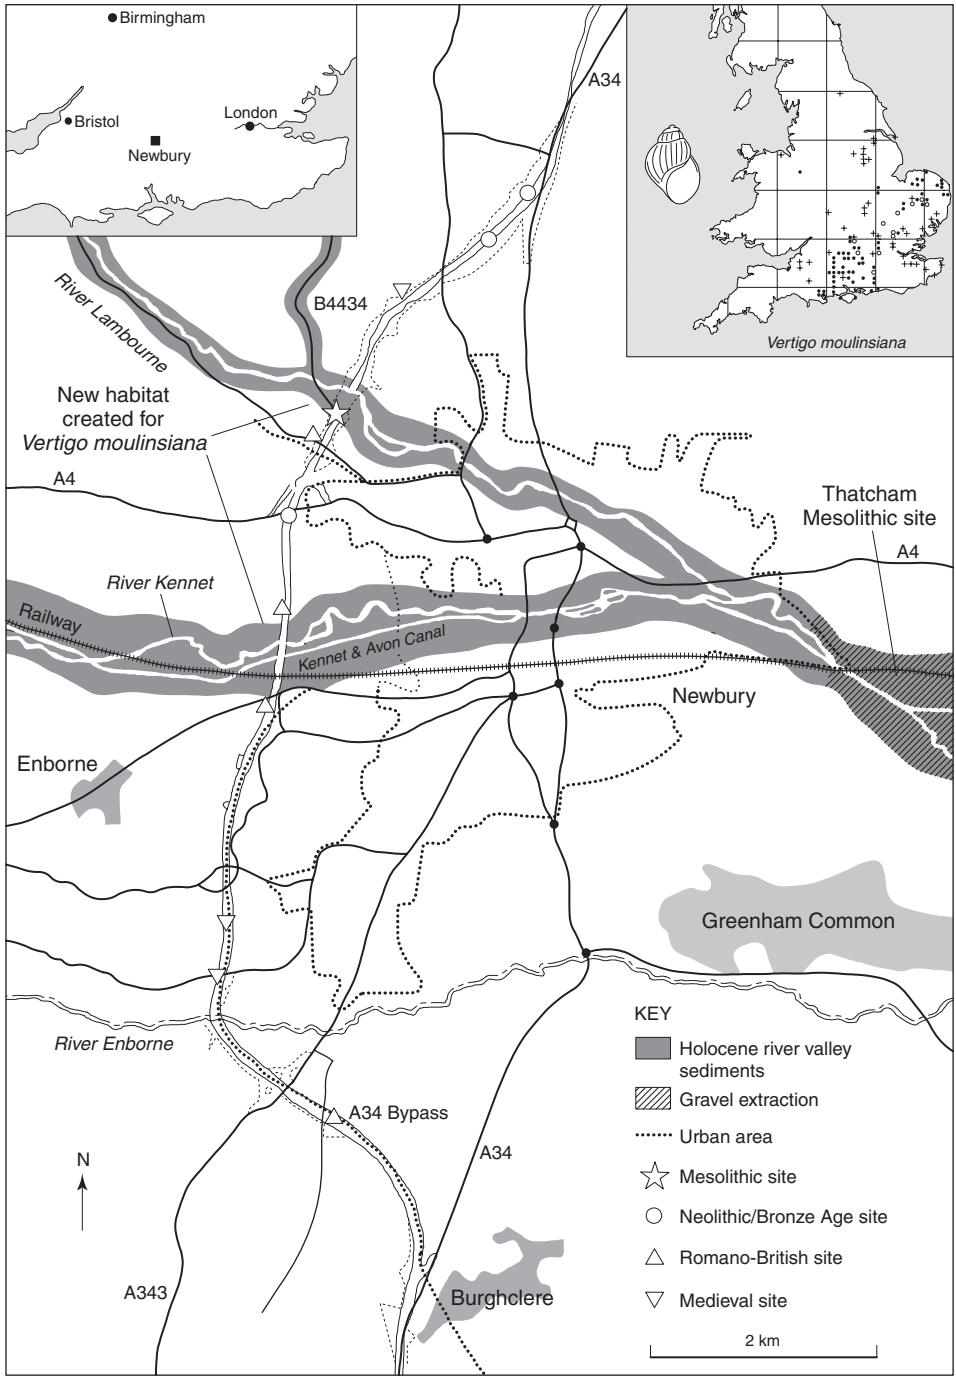 Birmingham
Bristol
London
Newbury
A34
Vertigo moulinsiana
River Lambourne
B4434
New habitat
created for
Vertigo moulinsiana
A4
Thatcham
Mesolithic site
A4
River Kennet
Railway
Kennet & Avon Canal
Newbury
Enborne
Greenham Common
River Enborne
A34 Bypass
A34
N
A343
Burghclere
KEY
Holocene river valley
sediments
Gravel extraction
Urban area
Mesolithic site
Neolithic/Bronze Age site
Romano-British site
Medieval site
2 km